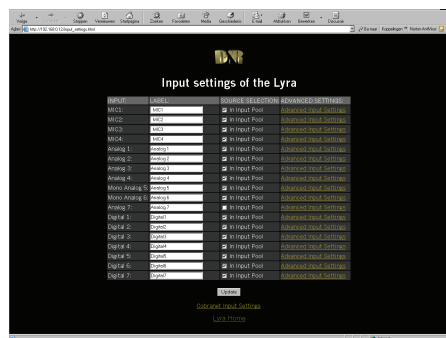 Vorige
Stoppen Vernieuwen Startpagina Zoeken Favorieten Media Geschiedenis E-mail Afdrukken Bewerken Discussie
Adres http://192.168.0.12/input_settings.html Ga naar Koppelingen Norton AntiVirus
Input settings of the Lyra
INPUT: LABEL: SOURCE SELECTION: ADVANCED SETTINGS:
MIC1: MIC1 In Input Pool Advanced Input Settings
MIC2: MIC2 In Input Pool Advanced Input Settings
MIC3: MIC3 In Input Pool Advanced Input Settings
MIC4: MIC4 In Input Pool Advanced Input Settings
Analog 1: Analog1 In Input Pool Advanced Input Settings
Analog 2: Analog2 In Input Pool Advanced Input Settings
Analog 3: Analog3 In Input Pool Advanced Input Settings
Analog 4: Analog4 In Input Pool Advanced Input Settings
Mono Analog 5: Analog5 In Input Pool Advanced Input Settings
Mono Analog 6: Analog6 In Input Pool Advanced Input Settings
Analog 7: Analog7 In Input Pool Advanced Input Settings
Digital 1: Digital1 In Input Pool Advanced Input Settings
Digital 2: Digital2 In Input Pool Advanced Input Settings
Digital 3: Digital3 In Input Pool Advanced Input Settings
Digital 4: Digital4 In Input Pool Advanced Input Settings
Digital 5: Digital5 In Input Pool Advanced Input Settings
Digital 6: Digital6 In Input Pool Advanced Input Settings
Digital 7: Digital7 In Input Pool Advanced Input Settings
Update
Cobranet Input Settings
Lyra Home